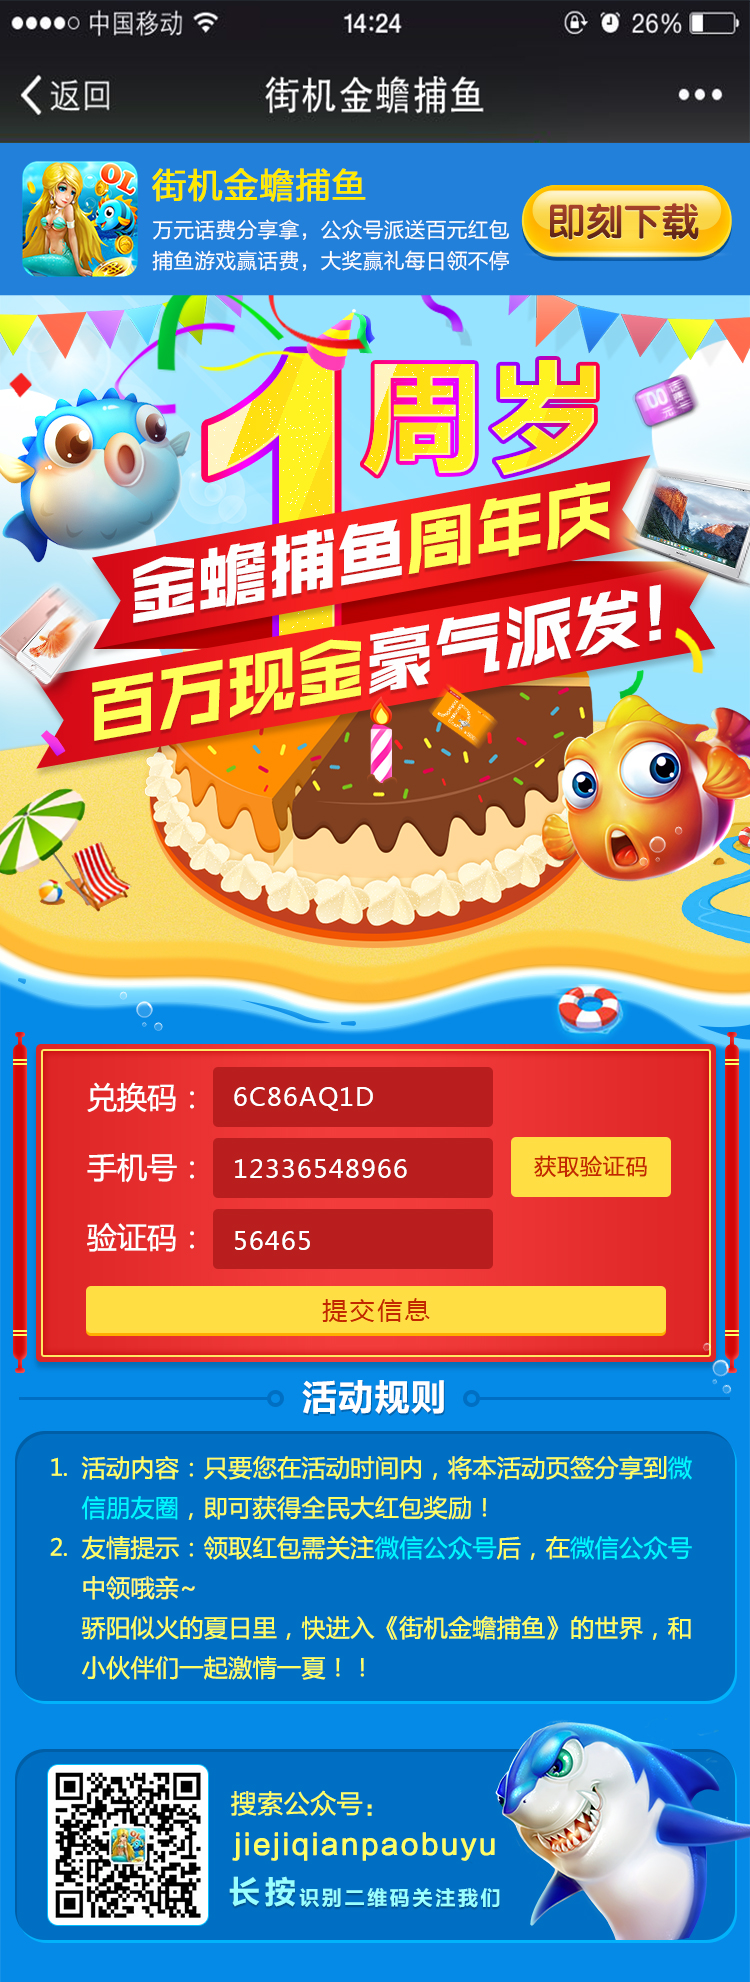 中国移动
14:24
26%
返回
街机金蟾捕鱼
OL
街机金蟾捕鱼
万元话费分享拿，公众号派送百元红包
捕鱼游戏赢话费，大奖赢礼每日领不停
即刻下载
1周岁
金蟾捕鱼周年庆
百万现金豪气派发！
兑换码：
6C86AQ1D
手机号：
12336548966
获取验证码
验证码：
56465
提交信息
活动规则
1. 活动内容：只要您在活动时间内，将本活动页签分享到微
信朋友圈，即可获得全民大红包奖励！
2. 友情提示：领取红包需关注微信公众号后，在微信公众号
中领哦亲~
骄阳似火的夏日里，快进入《街机金蟾捕鱼》的世界，和
小伙伴们一起激情一夏！！
搜索公众号：
jiejiqianpaobuyu
长按识别二维码关注我们